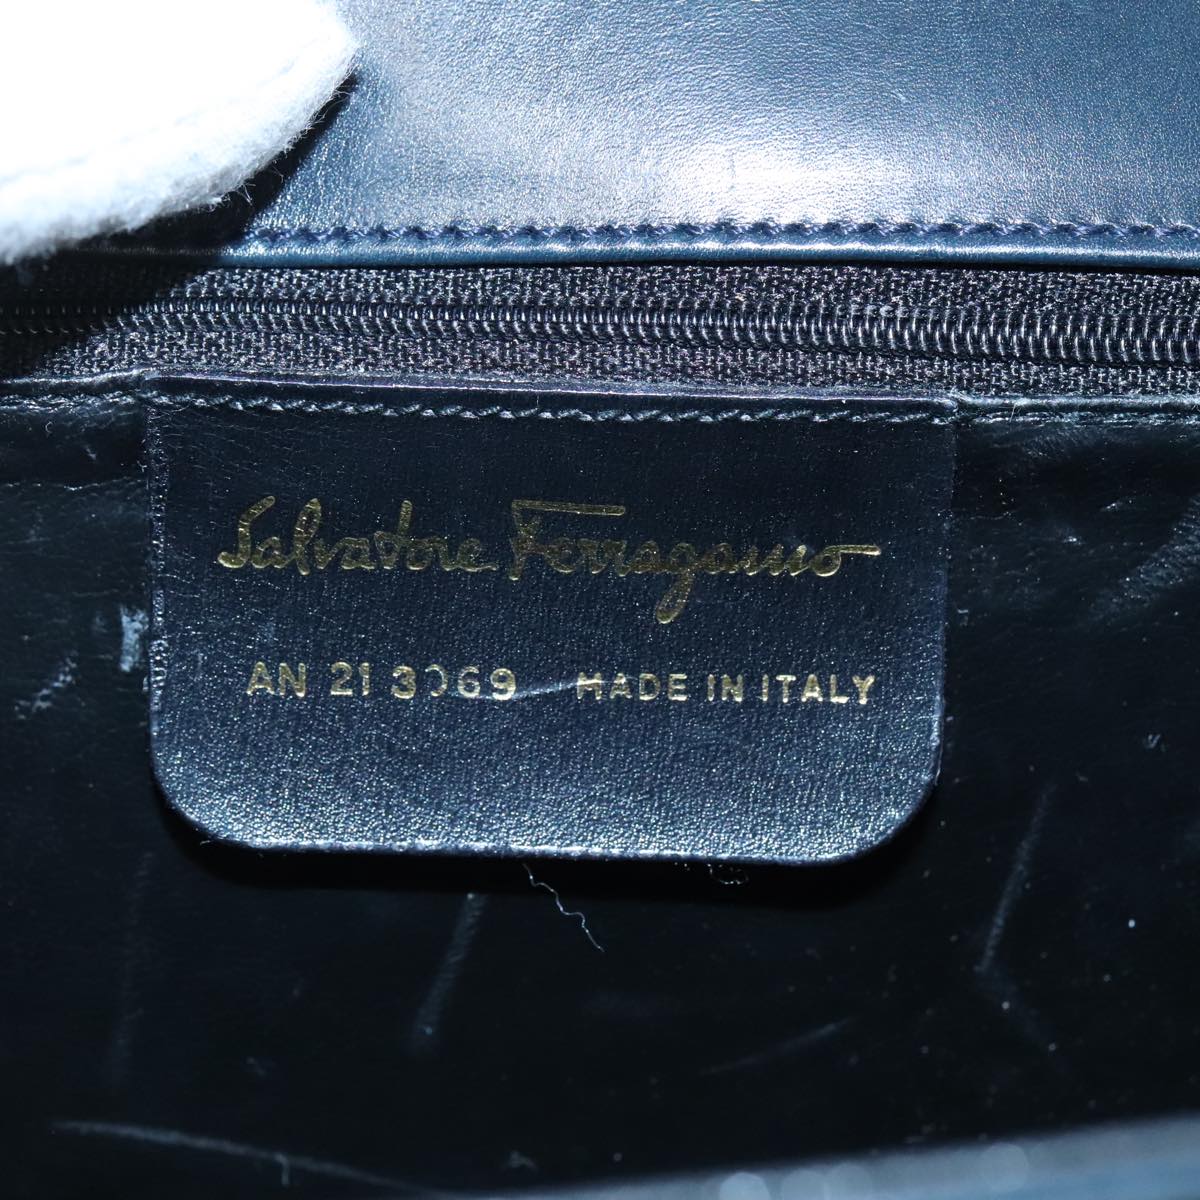 Salvatore Ferragamo
AN 21 3069 MADE IN ITALY